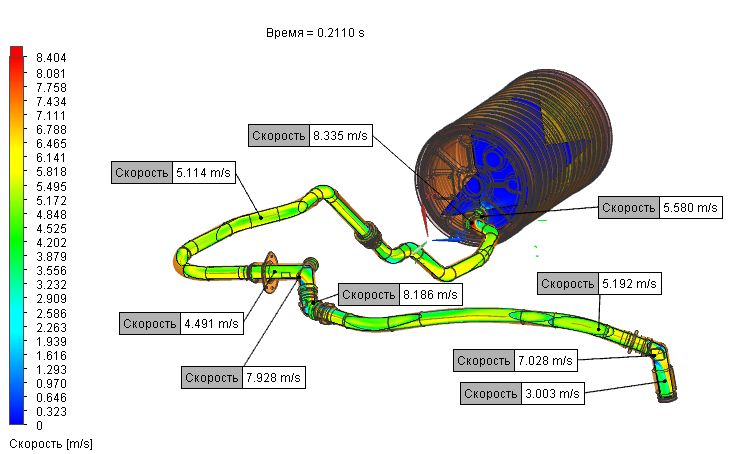 Время = 0.2110 s
8.404
8.081
7.758
7.434
7.111
6.788
6.465
6.141
5.818
5.495
5.172
4.848
4.525
4.202
3.879
3.556
3.232
2.909
2.586
2.263
1.939
1.616
1.293
0.970
0.646
0.323
0
Скорость [m/s]
Скорость 8.335 m/s
Скорость 5.114 m/s
Скорость 5.580 m/s
Скорость 5.192 m/s
Скорость 8.186 m/s
Скорость 4.491 m/s
Скорость 7.028 m/s
Скорость 7.928 m/s
Скорость 3.003 m/s